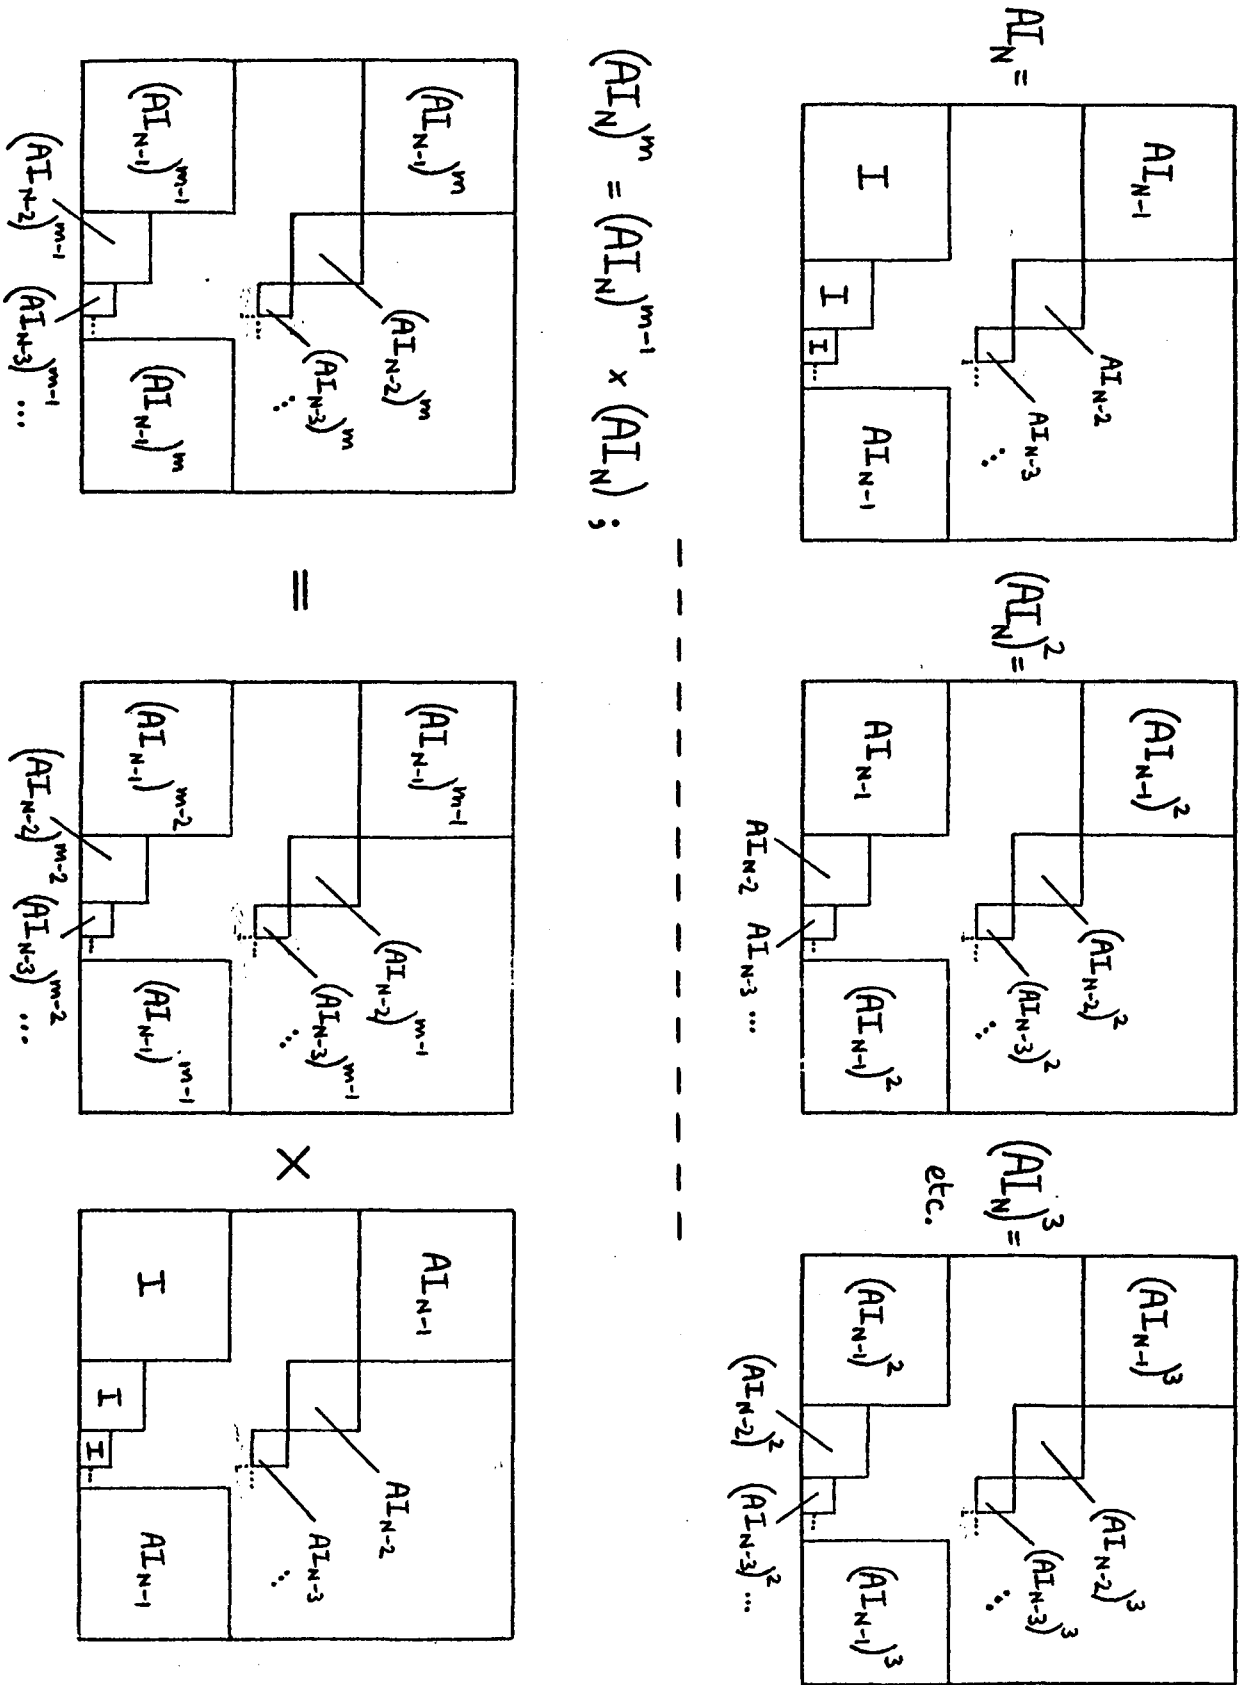 AI_N =
AI_{N-1}
AI_{N-2}
AI_{N-3}
⋱
I
I
I
...
AI_{N-1}
(AI_N)^2 =
(AI_{N-1})^2
(AI_{N-2})^2
(AI_{N-3})^2
⋱
AI_{N-1}
AI_{N-2} AI_{N-3} ...
(AI_{N-1})^2
(AI_N)^3 =
etc.
(AI_{N-1})^3
(AI_{N-2})^3
(AI_{N-3})^3
⋱
(AI_{N-1})^2
(AI_{N-2})^2 (AI_{N-3})^2 ...
(AI_{N-1})^3
(AI_N)^m = (AI_N)^{m-1} × (AI_N) ;
(AI_{N-1})^m
(AI_{N-2})^m
(AI_{N-3})^m
⋱
(AI_{N-1})^{m-1}
(AI_{N-2})^{m-1} (AI_{N-3})^{m-1} ...
(AI_{N-1})^m
=
(AI_{N-1})^{m-1}
(AI_{N-2})^{m-1}
(AI_{N-3})^{m-1}
⋱
(AI_{N-1})^{m-2}
(AI_{N-2})^{m-2} (AI_{N-3})^{m-2} ...
(AI_{N-1})^{m-1}
×
AI_{N-1}
AI_{N-2}
AI_{N-3}
⋱
I
I
I
...
AI_{N-1}